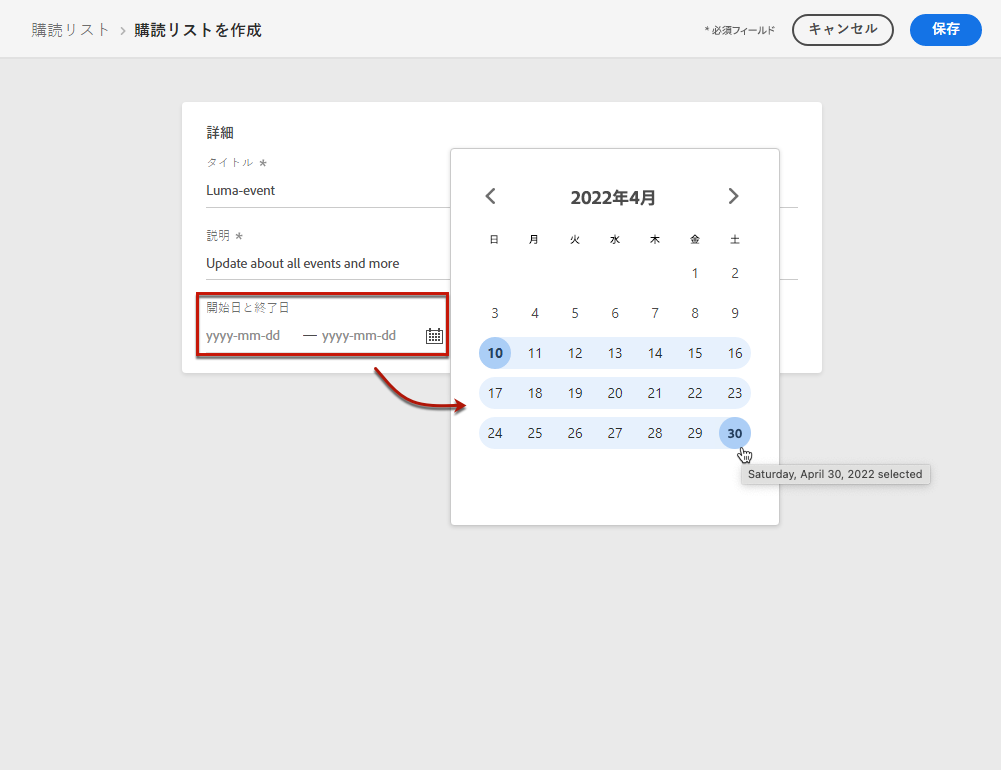 購読リスト › 購読リストを作成
* 必須フィールド
キャンセル
保存
詳細
タイトル *
Luma-event
説明 *
Update about all events and more
開始日と終了日
yyyy-mm-dd — yyyy-mm-dd
2022年4月
日 月 火 水 木 金 土
1 2
3 4 5 6 7 8 9
10 11 12 13 14 15 16
17 18 19 20 21 22 23
24 25 26 27 28 29 30
Saturday, April 30, 2022 selected